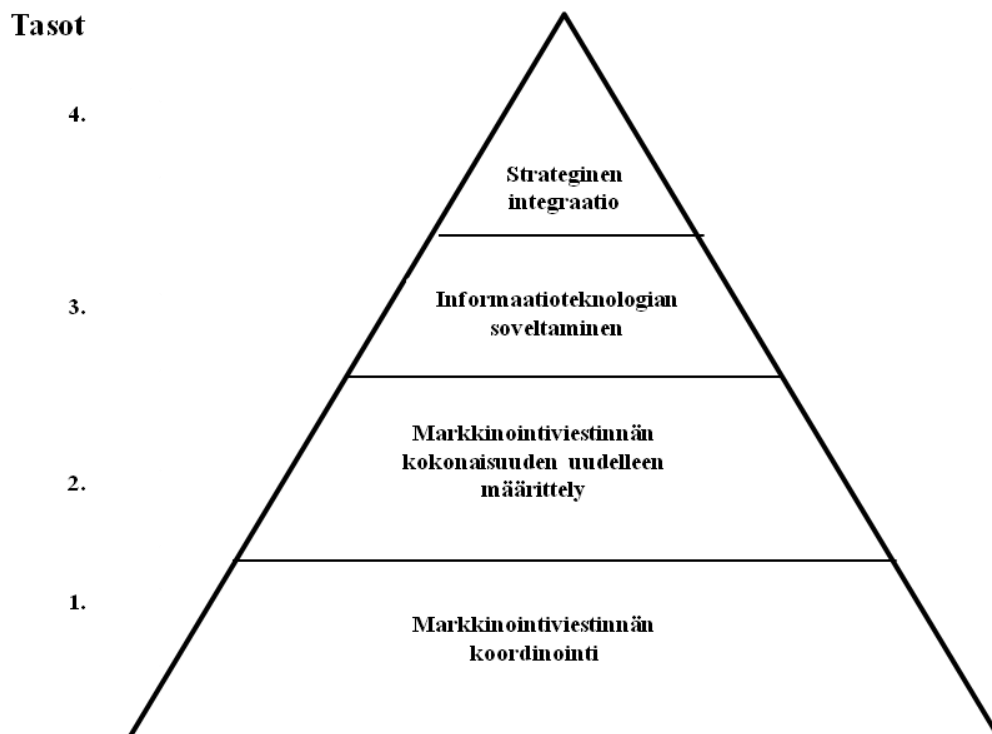 Tasot
4.
Strateginen
integraatio
3.
Informaatioteknologian
soveltaminen
Markkinointiviestinnän
kokonaisuuden uudelleen
2.
määrittely
1.
Markkinointiviestinnän
koordinointi